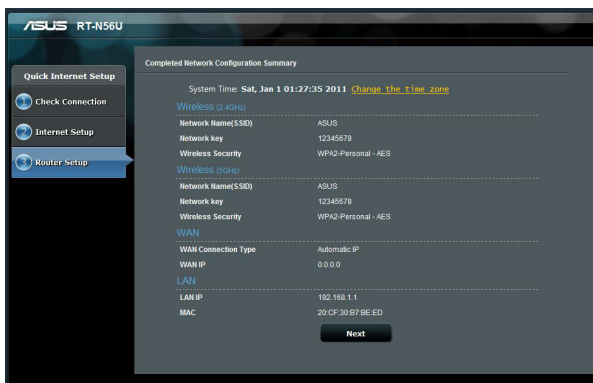 ASUS RT-N56U
Completed Network Configuration Summary
Quick Internet Setup
1 Check Connection
2 Internet Setup
3 Router Setup
System Time: Sat, Jan 1 01:27:35 2011 Change the time zone
Wireless (2.4GHz)
Network Name(SSID) ASUS
Network key 12345678
Wireless Security WPA2-Personal - AES
Wireless (5GHz)
Network Name(SSID) ASUS
Network key 12345678
Wireless Security WPA2-Personal - AES
WAN
WAN Connection Type Automatic IP
WAN IP 0.0.0.0
LAN
LAN IP 192.168.1.1
MAC 20:CF:30:B7:BE:ED
Next